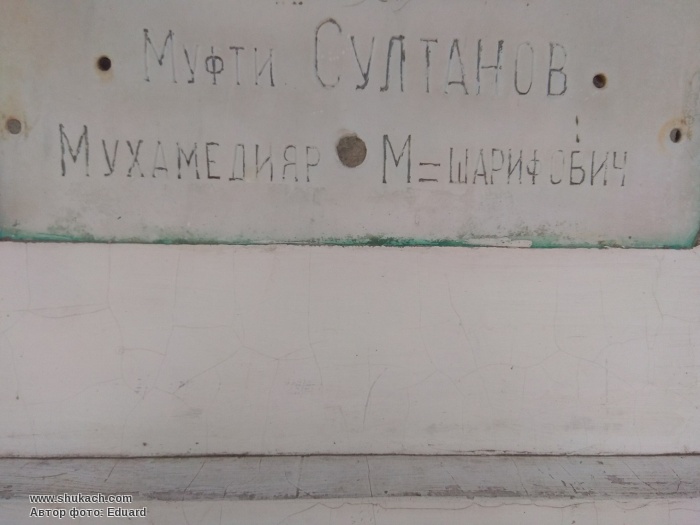 Муфти Султанов
Мухамедияр М=шарифович
www.shukach.com
Автор фото: Eduard